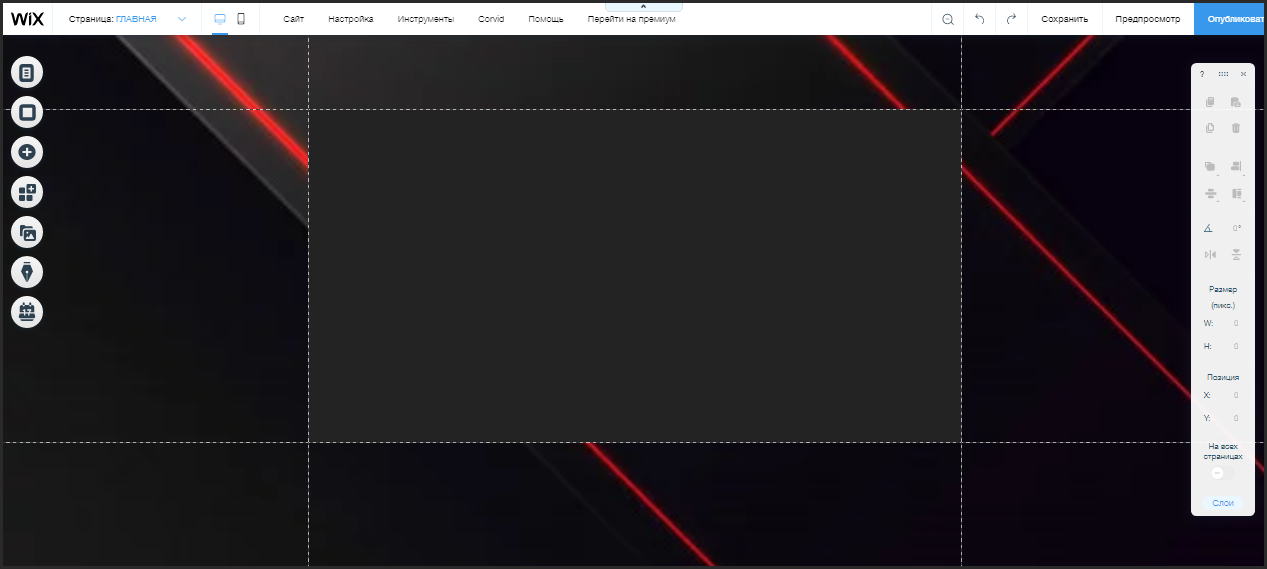 WiX Страница: ГЛАВНАЯ Сайт Настройка Инструменты Corvid Помощь Перейти на премиум Сохранить Предпросмотр Опубликоват
17
?
0°
Размер
(пикс.)
W: 0
H: 0
Позиция
X: 0
Y: 0
На всех
страницах
Слои